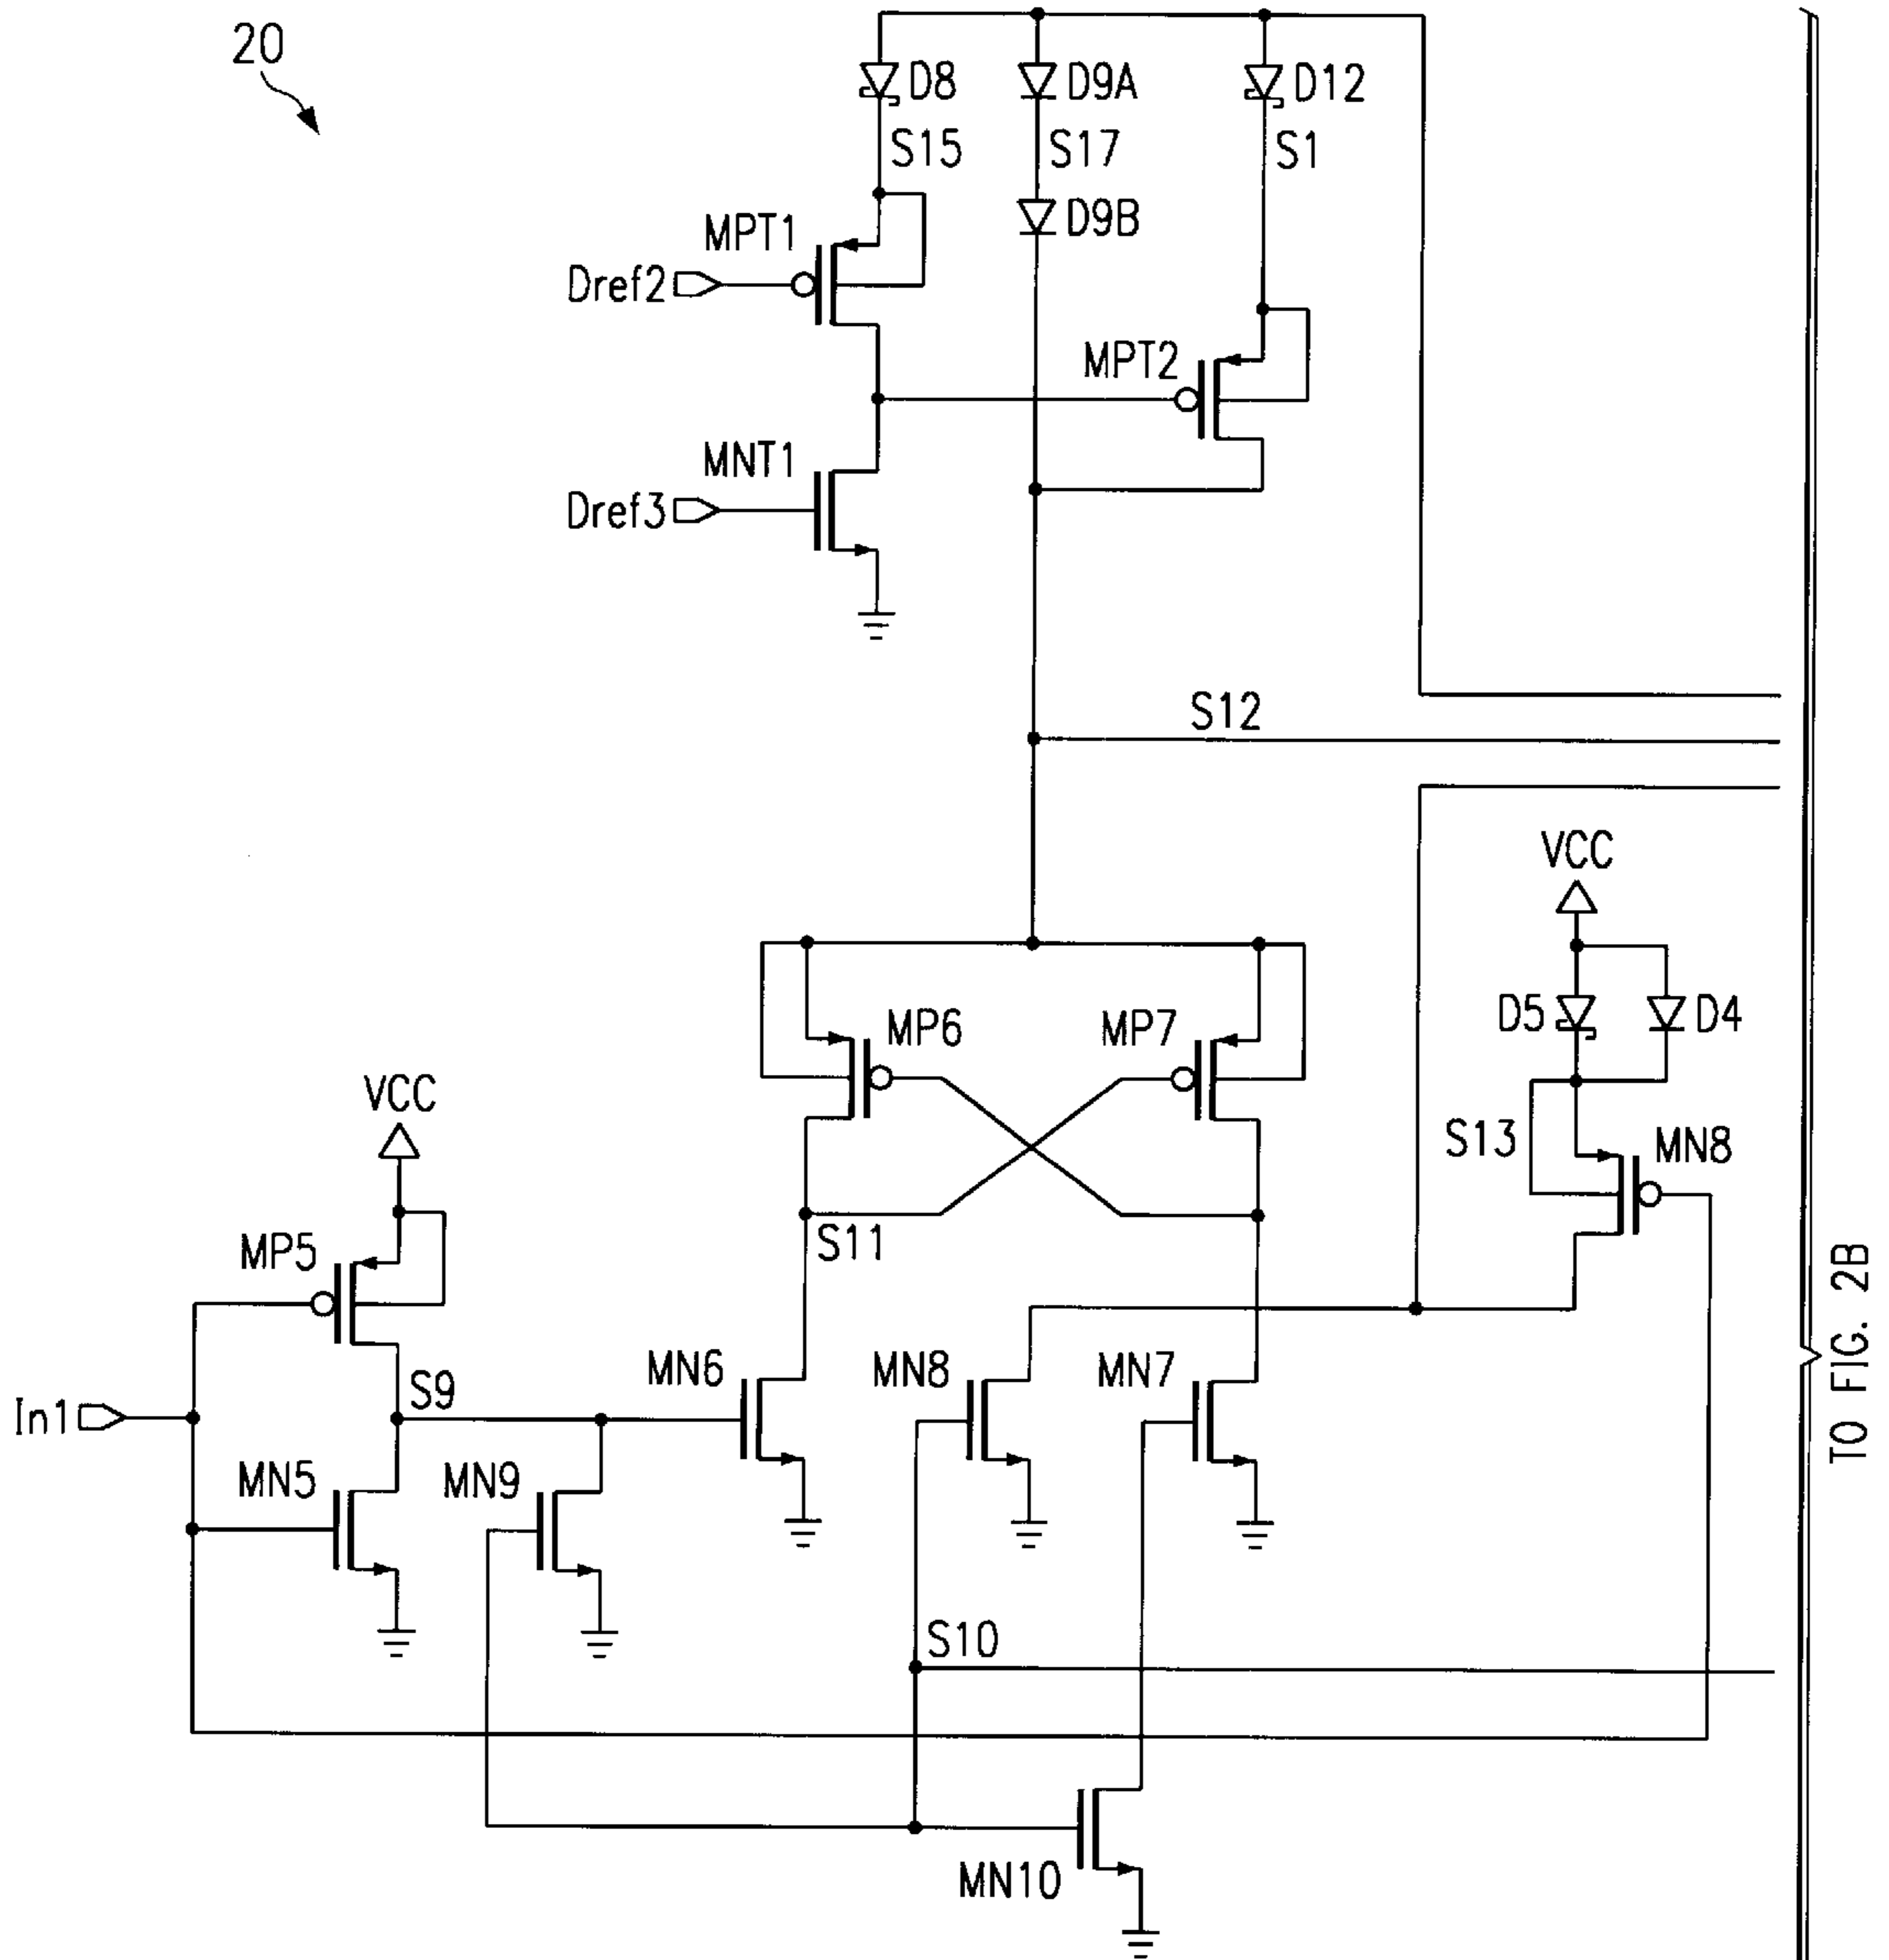 20
D8
D9A
D12
S15
S17
S1
MPT1
D9B
Dref2
MPT2
MNT1
Dref3
S12
VCC
MP6
MP7
D5
D4
VCC
S13
MN8
S11
MP5
MN6
MN8
MN7
S9
In1
MN5
MN9
S10
MN10
TO FIG. 2B